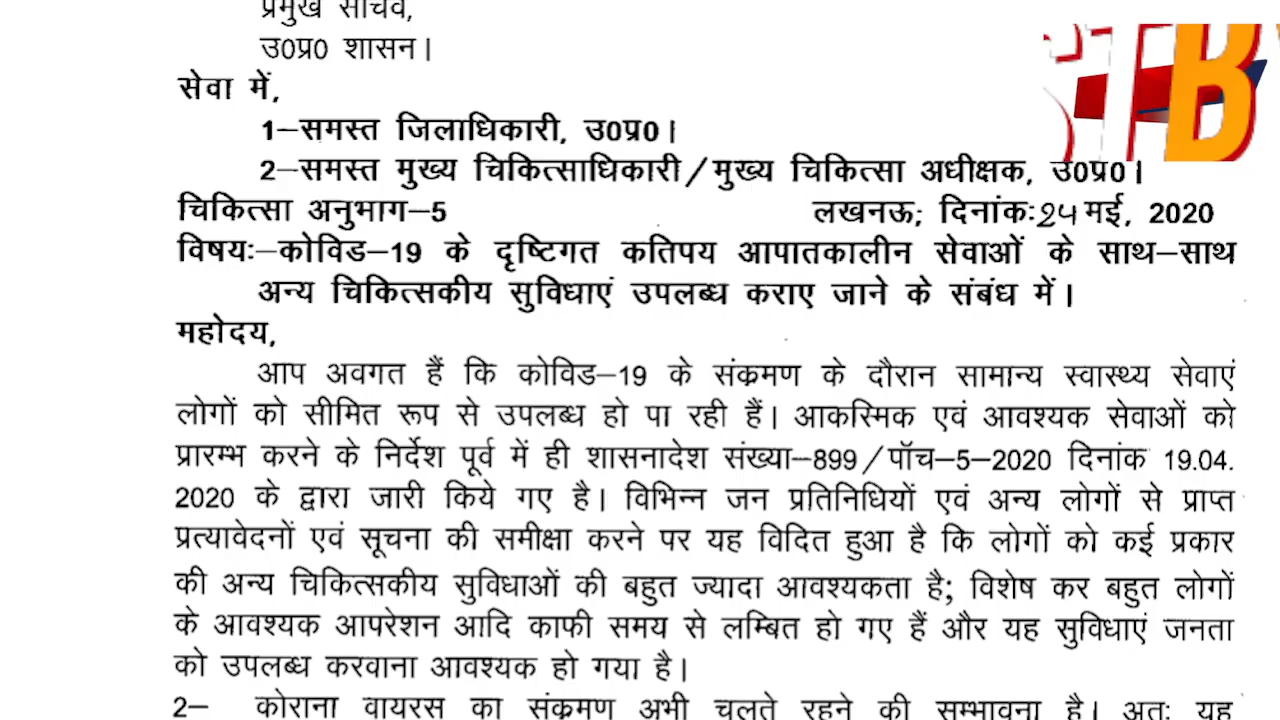 प्रमुख सचिव,
उ0प्र0 शासन।
सेवा में,
1–समस्त जिलाधिकारी, उ0प्र0।
2–समस्त मुख्य चिकित्साधिकारी/मुख्य चिकित्सा अधीक्षक, उ0प्र0।
चिकित्सा अनुभाग–5 लखनऊ; दिनांकः24 मई, 2020
विषयः–कोविड–19 के दृष्टिगत कतिपय आपातकालीन सेवाओं के साथ–साथ
अन्य चिकित्सकीय सुविधाएं उपलब्ध कराए जाने के संबंध में।
महोदय,
आप अवगत हैं कि कोविड–19 के संक्रमण के दौरान सामान्य स्वास्थ्य सेवाएं
लोगों को सीमित रूप से उपलब्ध हो पा रही हैं। आकस्मिक एवं आवश्यक सेवाओं को
प्रारम्भ करने के निर्देश पूर्व में ही शासनादेश संख्या–899/पॉच–5–2020 दिनांक 19.04.
2020 के द्वारा जारी किये गए है। विभिन्न जन प्रतिनिधियों एवं अन्य लोगों से प्राप्त
प्रत्यावेदनों एवं सूचना की समीक्षा करने पर यह विदित हुआ है कि लोगों को कई प्रकार
की अन्य चिकित्सकीय सुविधाओं की बहुत ज्यादा आवश्यकता है; विशेष कर बहुत लोगों
के आवश्यक आपरेशन आदि काफी समय से लम्बित हो गए हैं और यह सुविधाएं जनता
को उपलब्ध करवाना आवश्यक हो गया है।
2– कोराना वायरस का संक्रमण अभी चलते रहने की सम्भावना है। अतः यह